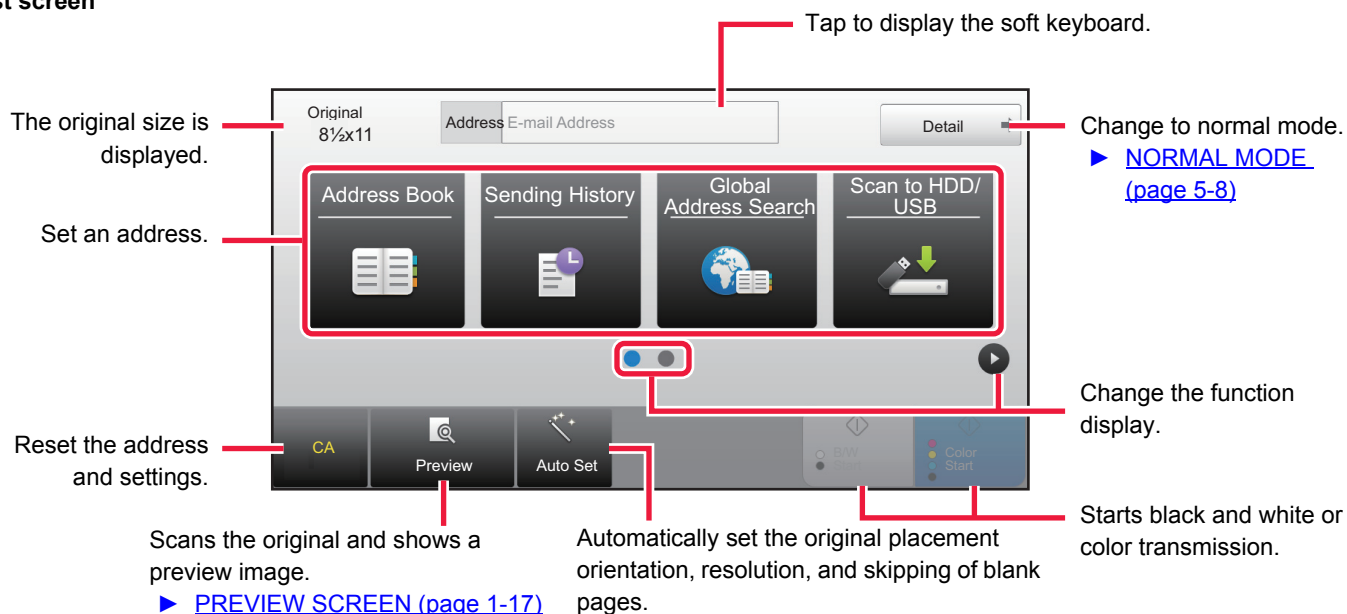 st screen
Tap to display the soft keyboard.
The original size is
displayed.
Original
8½x11
Address E-mail Address
Detail
Change to normal mode.
► NORMAL MODE
(page 5-8)
Set an address.
Address Book
Sending History
Global
Address Search
Scan to HDD/
USB
Change the function
display.
Reset the address
and settings.
CA
Preview
Auto Set
B/W
Start
Color
Start
Starts black and white or
color transmission.
Scans the original and shows a
preview image.
► PREVIEW SCREEN (page 1-17)
Automatically set the original placement
orientation, resolution, and skipping of blank
pages.